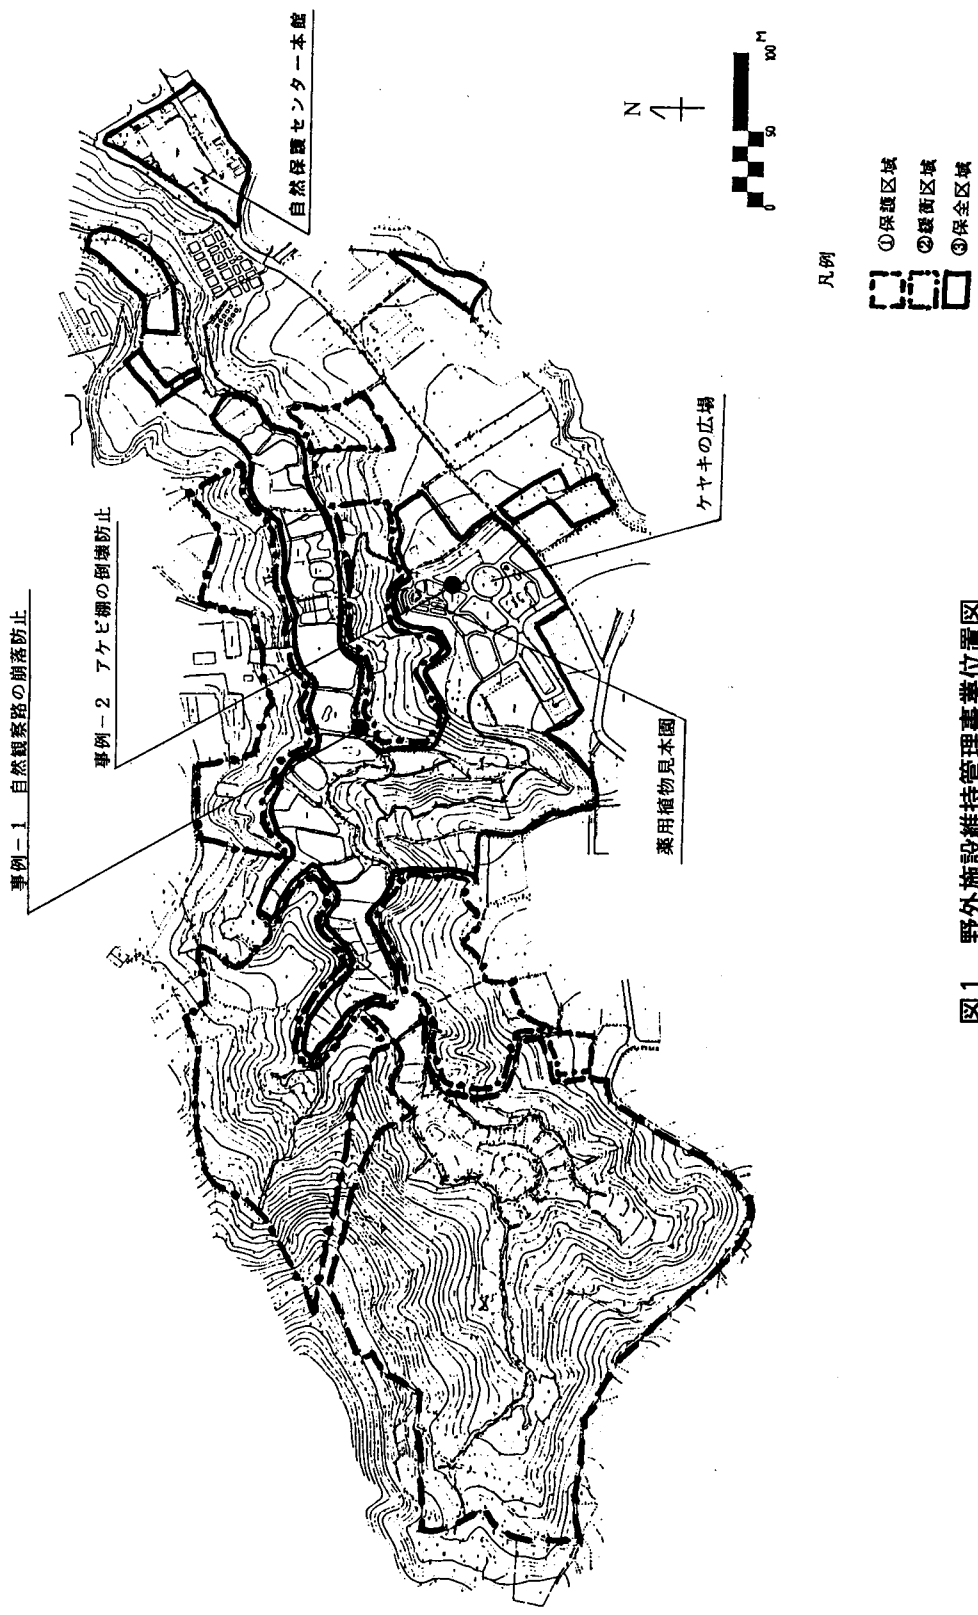 事例-1 自然観察路の崩落防止
事例-2 アケビ棚の倒壊防止
自然保護センター本館
薬用植物見本園
ケヤキの広場
N
0 50 100 M
凡例
①保護区域
②緩衝区域
③保全区域
図1 野外施設維持管理事業位置図